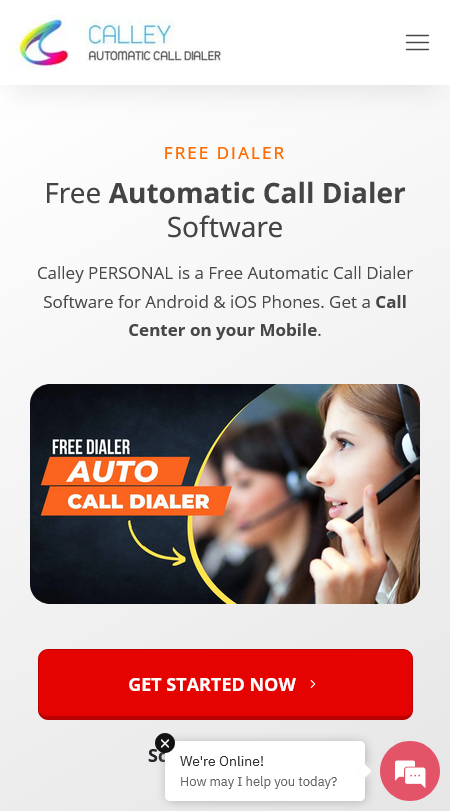 CALLEY
AUTOMATIC CALL DIALER
FREE DIALER
Free Automatic Call Dialer
Software
Calley PERSONAL is a Free Automatic Call Dialer
Software for Android & iOS Phones. Get a Call
Center on your Mobile.
FREE DIALER
AUTO
CALL DIALER
GET STARTED NOW
We're Online!
How may I help you today?